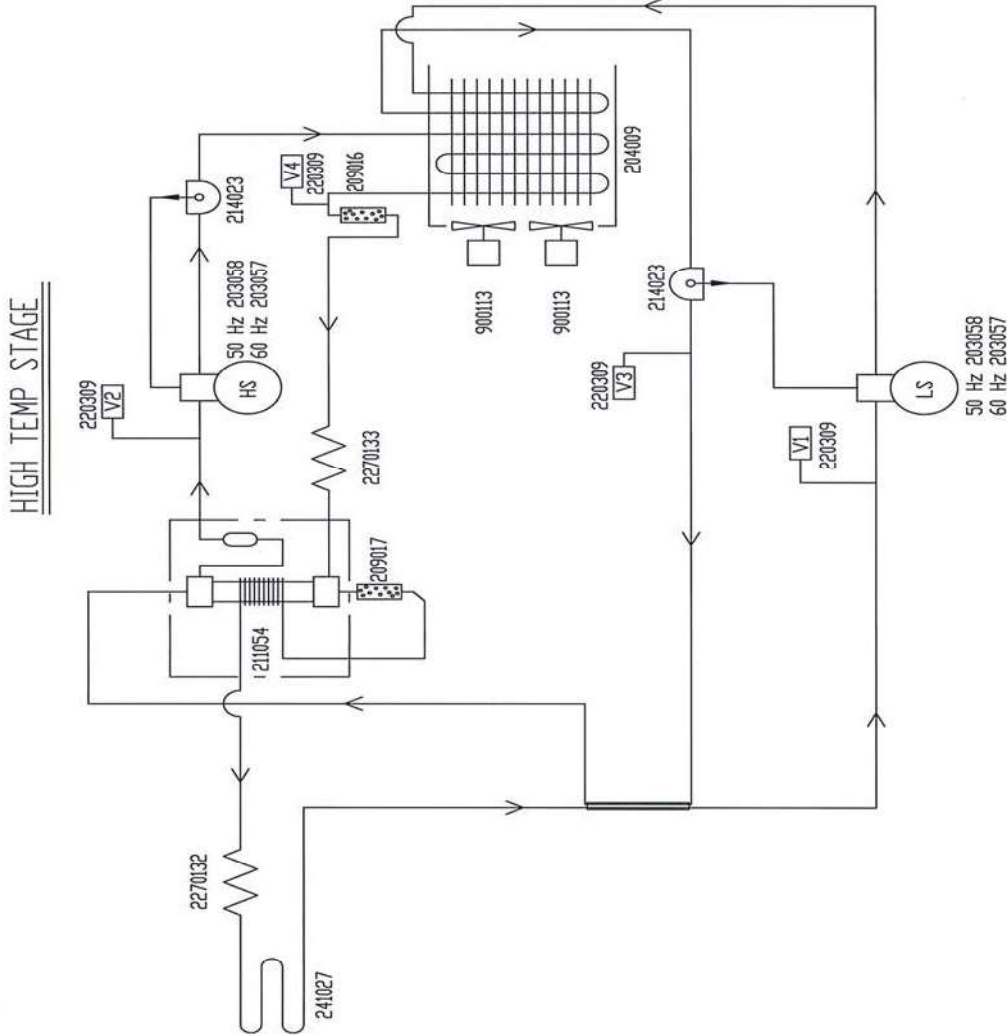 HIGH TEMP STAGE
220309
V2
HS
50 Hz 203058
60 Hz 203057
214023
V4
220309
209016
2270133
211054
209017
900113
900113
204009
2270132
241027
214023
220309
V3
V1
220309
LS
50 Hz 203058
60 Hz 203057